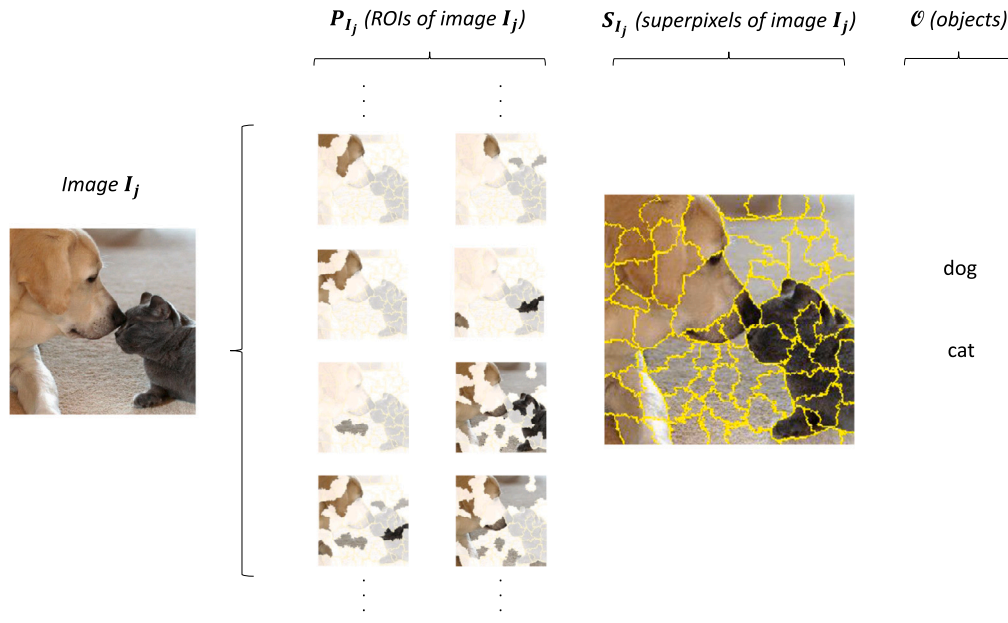 P_{I_j} (ROIs of image I_j)
S_{I_j} (superpixels of image I_j)
𝒪 (objects)
Image I_j
dog
cat